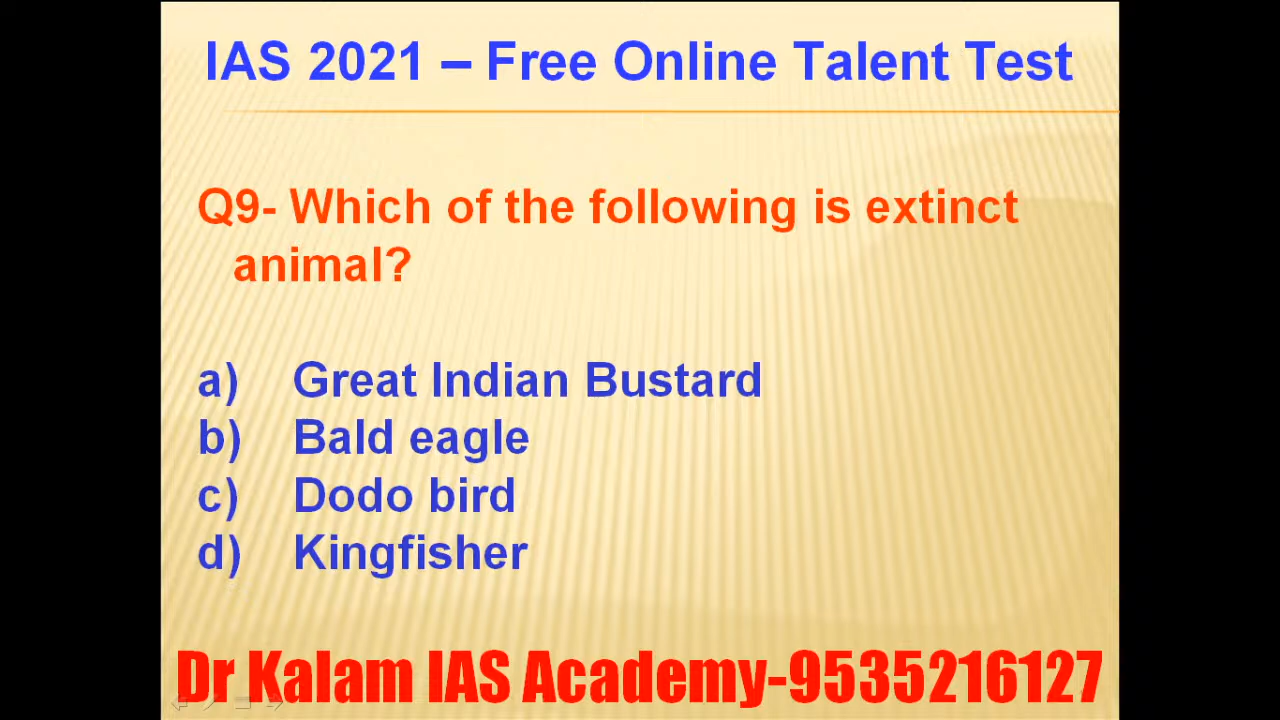 IAS 2021 – Free Online Talent Test
Q9- Which of the following is extinct
animal?
a) Great Indian Bustard
b) Bald eagle
c) Dodo bird
d) Kingfisher
Dr Kalam IAS Academy-9535216127